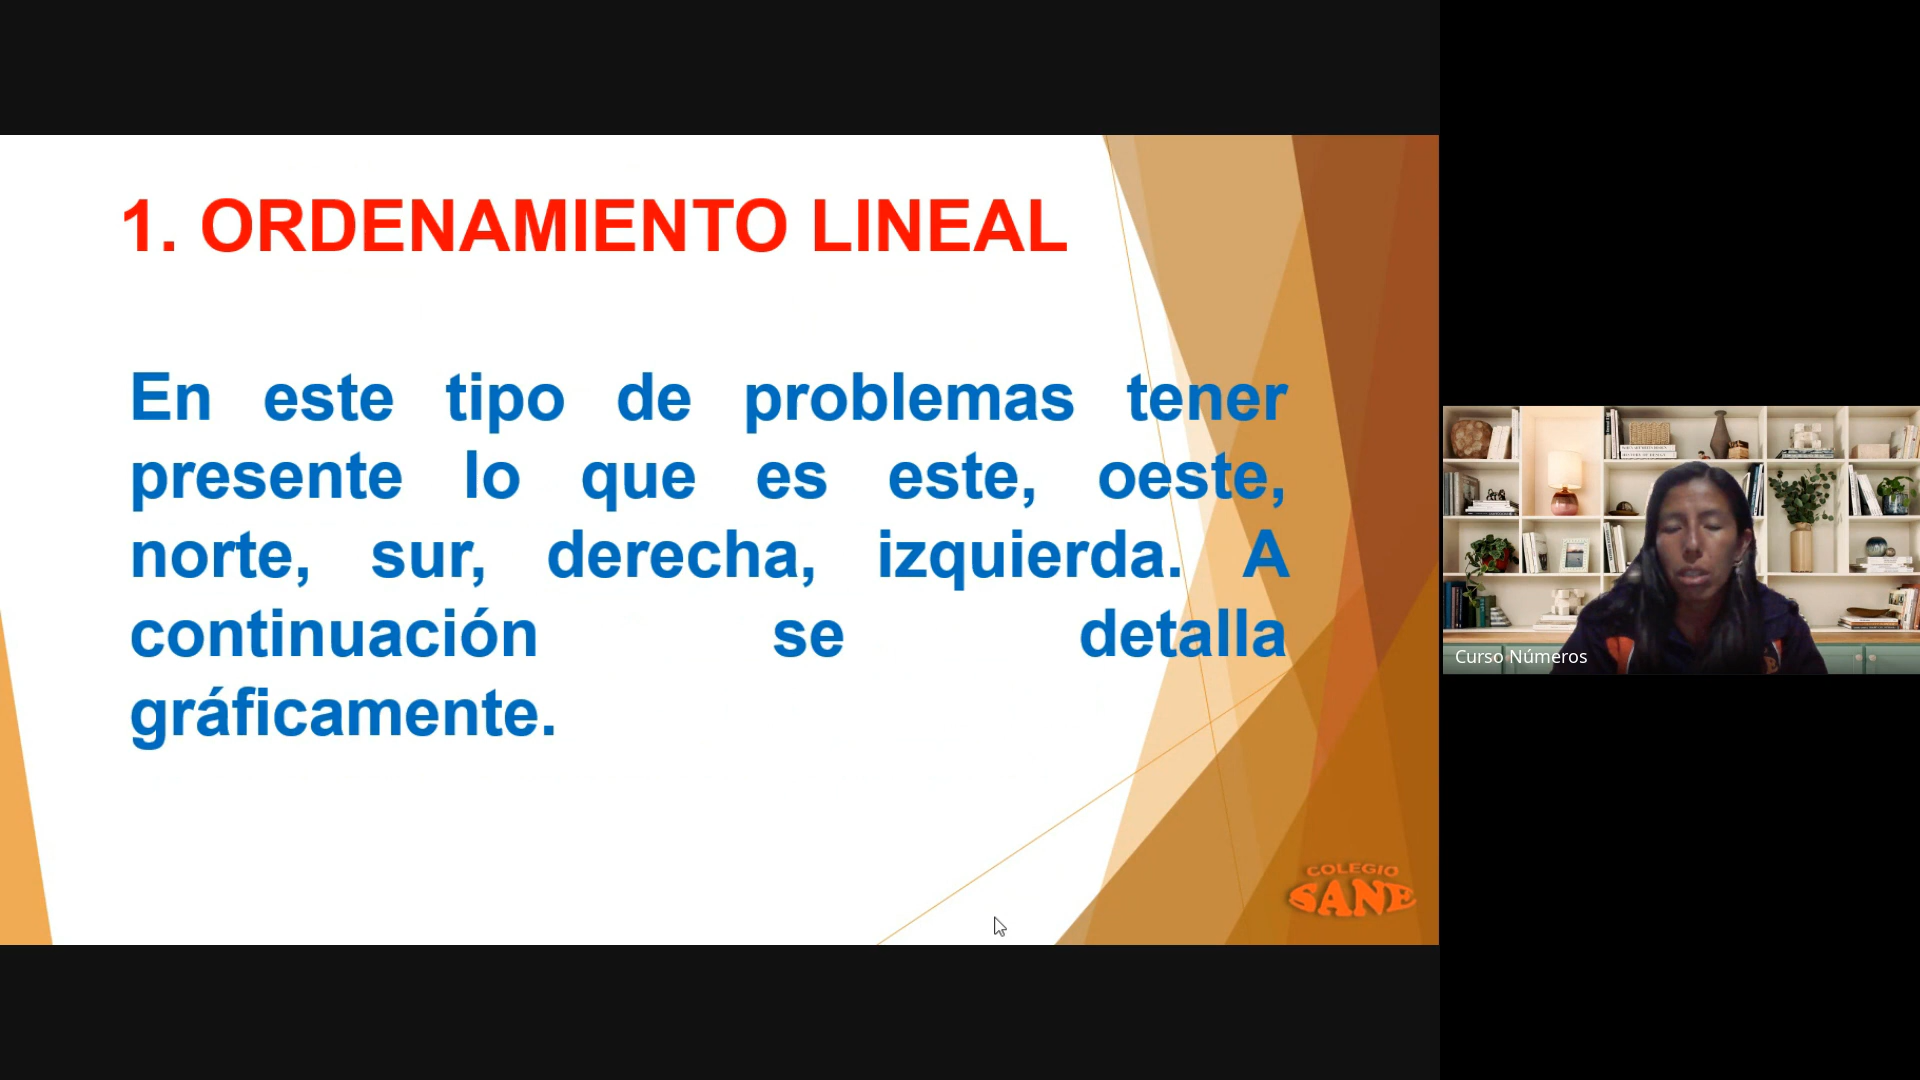 1. ORDENAMIENTO LINEAL
En este tipo de problemas tener
presente lo que es este, oeste,
norte, sur, derecha, izquierda. A
continuación se detalla
gráficamente.
COLEGIO
SANE
Curso Números